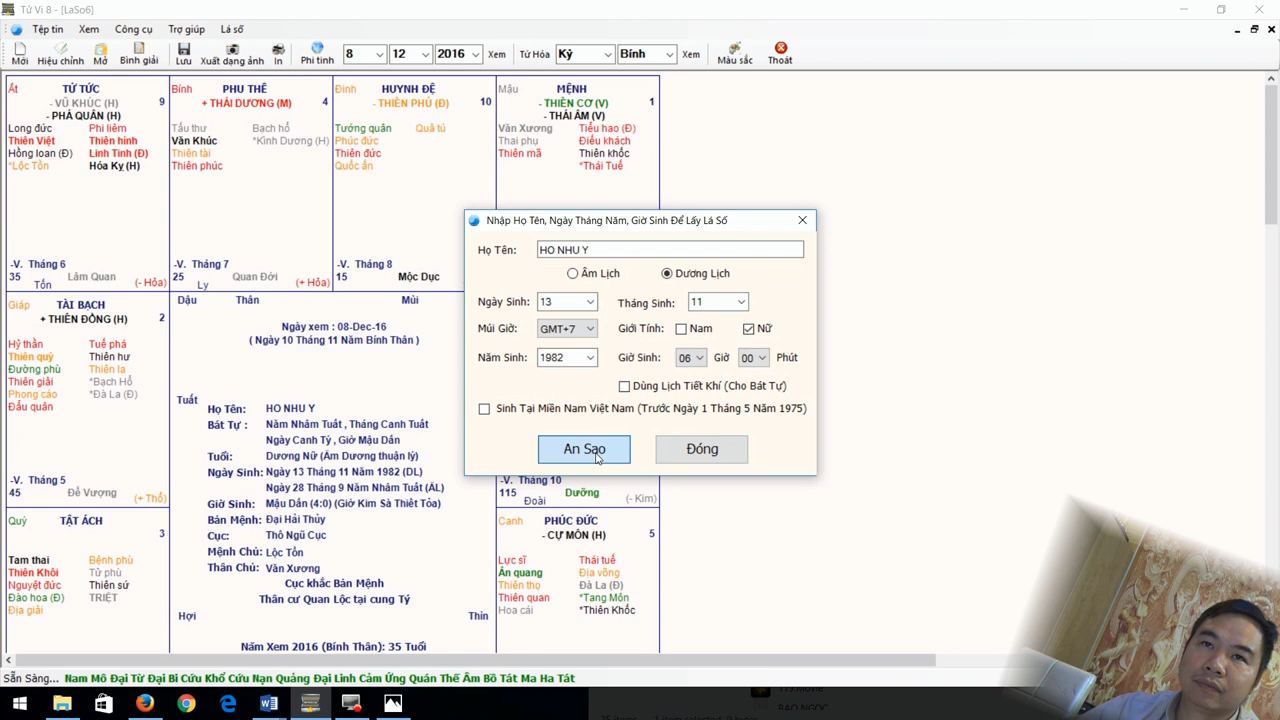 Tử Vi 8 - [LaSo6]
Tệp tin Xem Công cụ Trợ giúp Lá số
8 12 2016 Xem Tứ Hóa Kỷ Bính Xem
Mới Hiệu chỉnh Mở Bình giải Lưu Xuất dạng ảnh In Phi tinh Màu sắc Thoát
Ất TỬ TỨC 9
- VŨ KHÚC (H)
- PHÁ QUÂN (H)
Long đức Phi liêm
Thiên Việt Thiên hình
Hồng loan (Đ) Linh Tinh (Đ)
*Lộc Tồn Hóa Kỵ (H)
-V. Tháng 6
35 Lâm Quan (- Hỏa)
Tốn
Bính PHU THÊ 4
+ THÁI DƯƠNG (M)
Tấu thư Bạch hổ
Văn Khúc *Kình Dương (H)
Thiên tài
Thiên phúc
-V. Tháng 7
25 Quan Đới (+ Hỏa)
Ly
Đinh HUYNH ĐỆ 10
- THIÊN PHỦ (Đ)
Tướng quân Quả tú
Phúc đức
Thiên đức
Quốc ấn
-V. Tháng 8
15 Mộc Dục
Mậu MỆNH 1
- THIÊN CƠ (V)
- THÁI ÂM (V)
Văn Xương Tiểu hao (Đ)
Thai phụ Điếu khách
Thiên mã Thiên khốc
*Thái Tuế
Giáp TÀI BẠCH 2
+ THIÊN ĐỒNG (H)
Hỷ thần Tuế phá
Thiên quý Thiên hư
Đường phù Thiên la
Thiên giải *Bạch Hổ
Phong cáo *Đà La (Đ)
Đẩu quân
-V. Tháng 5
45 Đế Vượng (+ Thổ)
Dậu Thân Mùi
Ngày xem : 08-Dec-16
( Ngày 10 Tháng 11 Năm Bính Thân )
Tuất
Họ Tên: HO NHU Y
Bát Tự : Năm Nhâm Tuất , Tháng Canh Tuất
Ngày Canh Tý , Giờ Mậu Dần
Tuổi: Dương Nữ (Âm Dương thuận lý)
Ngày Sinh: Ngày 13 Tháng 11 Năm 1982 (DL)
Ngày 28 Tháng 9 Năm Nhâm Tuất (ÂL)
Giờ Sinh: Mậu Dần (4:0) (Giờ Kim Sà Thiết Tỏa)
Bản Mệnh: Đại Hải Thủy
Cục: Thổ Ngũ Cục
Mệnh Chủ: Lộc Tồn
Thân Chủ: Văn Xương
Cục khắc Bản Mệnh
Thân cư Quan Lộc tại cung Tý
Hợi Thìn
Năm Xem 2016 (Bính Thân): 35 Tuổi
Nhập Họ Tên, Ngày Tháng Năm, Giờ Sinh Để Lấy Lá Số
Họ Tên: HO NHU Y
Âm Lịch Dương Lịch
Ngày Sinh: 13 Tháng Sinh: 11
Múi Giờ: GMT+7 Giới Tính: Nam Nữ
Năm Sinh: 1982 Giờ Sinh: 06 Giờ 00 Phút
Dùng Lịch Tiết Khí (Cho Bát Tự)
Sinh Tại Miền Nam Việt Nam (Trước Ngày 1 Tháng 5 Năm 1975)
An Sao Đóng
-V. Tháng 10
115 Dưỡng (- Kim)
Đoài
Quý TẬT ÁCH 3
Tam thai Bệnh phù
Thiên Khôi Tử phù
Nguyệt đức Thiên sứ
Đào hoa (Đ) TRIỆT
Địa giải
Canh PHÚC ĐỨC 5
- CỰ MÔN (H)
Lực sĩ Thái tuế
Ân quang Địa võng
Thiên thọ Đà La (Đ)
Thiên quan *Tang Môn
Hoa cái *Thiên Khốc
Sẵn Sàng... Nam Mô Đại Từ Đại Bi Cứu Khổ Cứu Nạn Quảng Đại Linh Cảm Ứng Quán Thế Âm Bồ Tát Ma Ha Tát